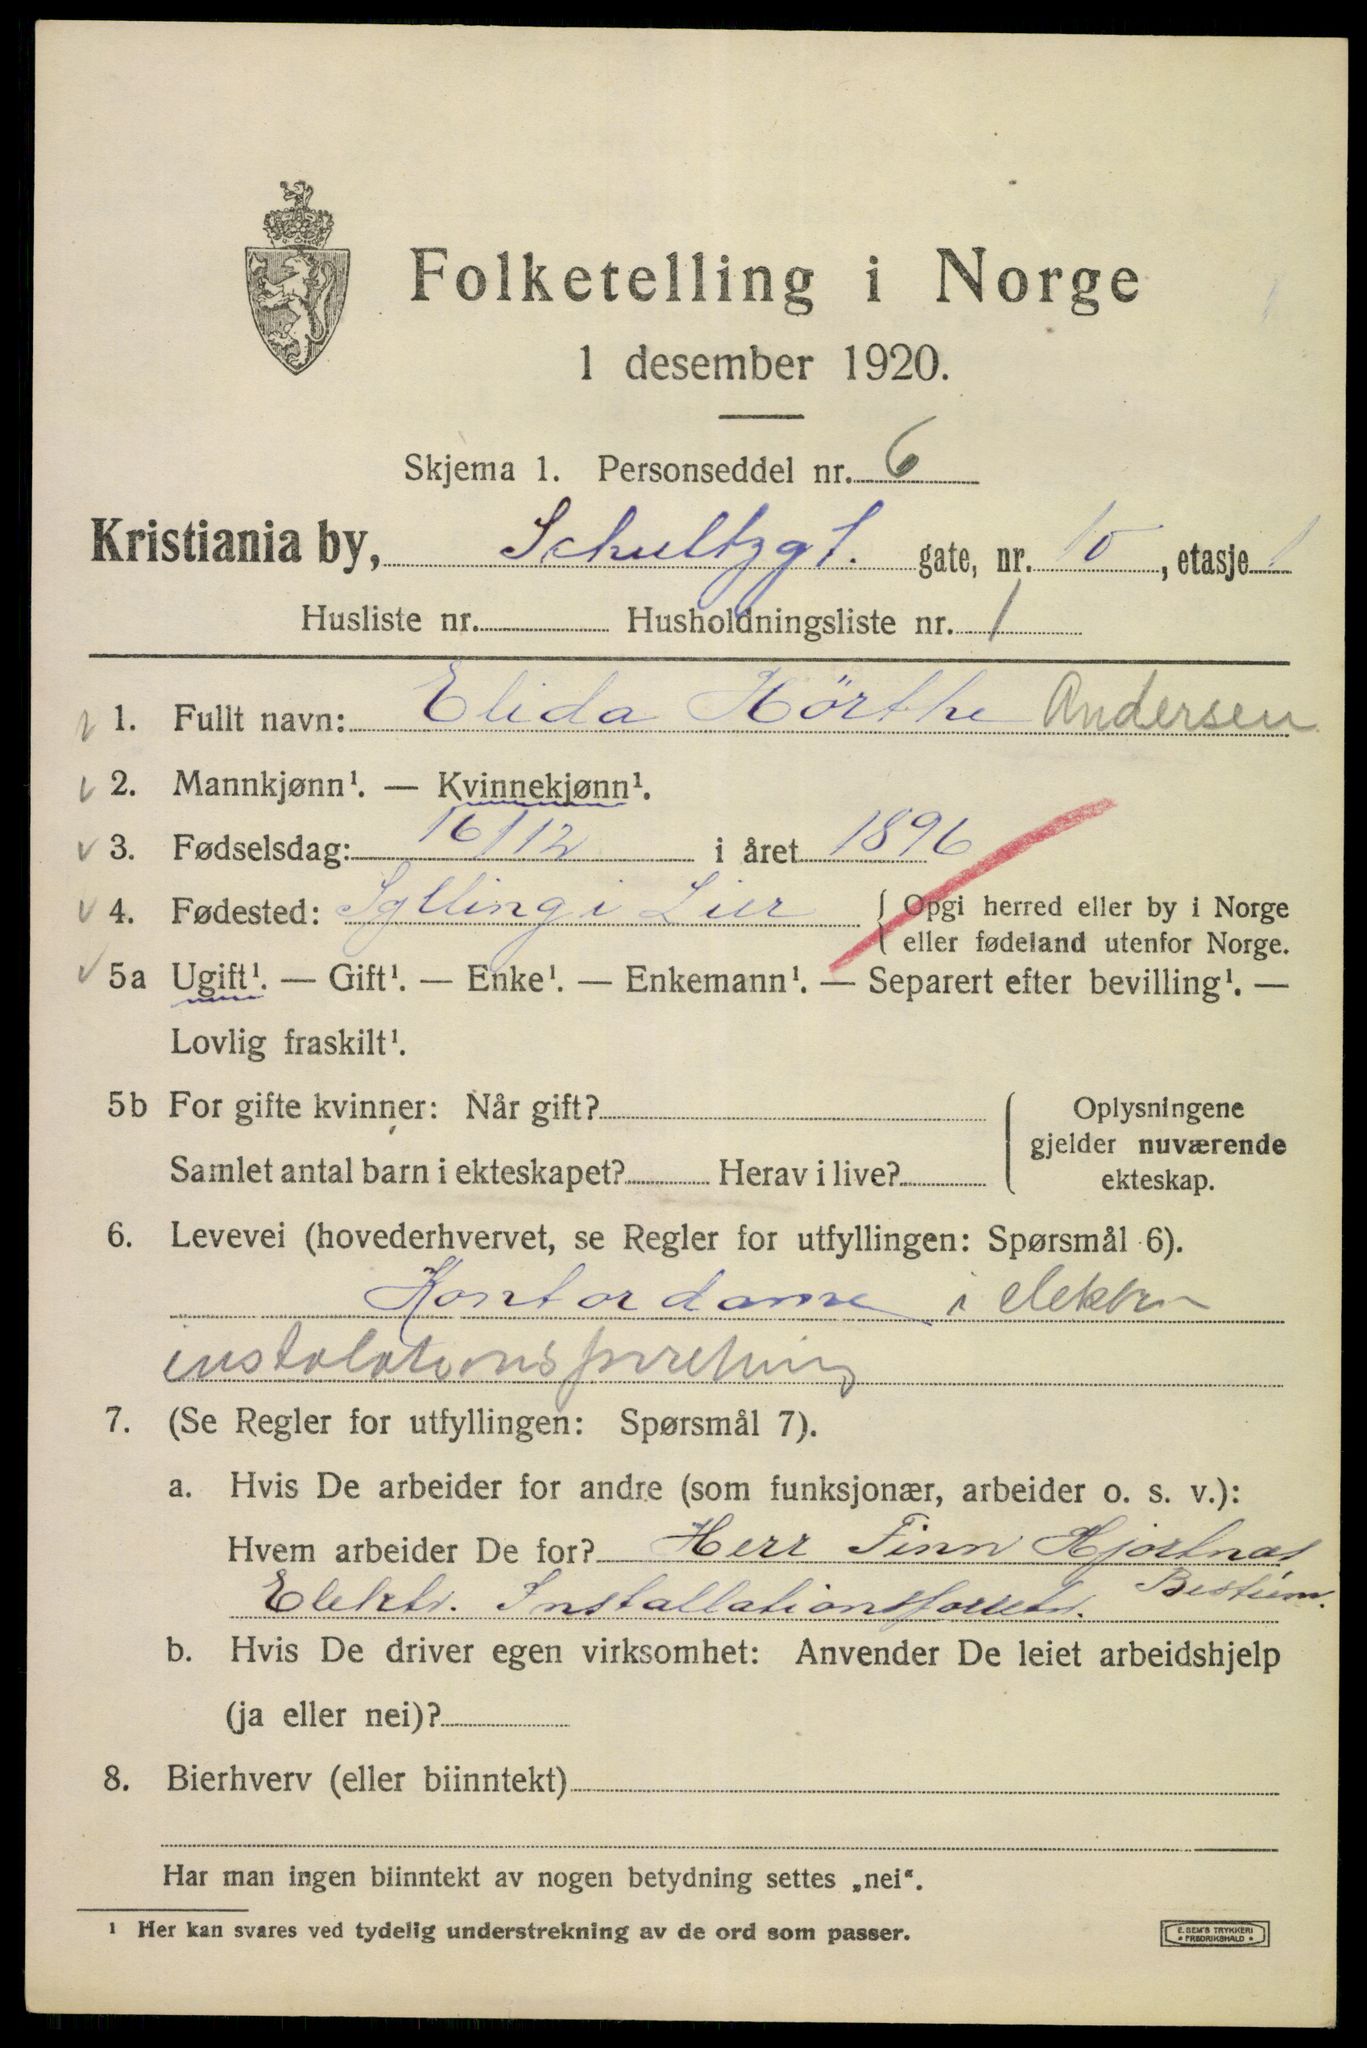 Folketelling i Norge
1 desember 1920.
Skjema 1. Personseddel nr. 6
Kristiania by, Schultzgt. gate, nr. 10, etasje 1
Husliste nr. Husholdningsliste nr. 1
1. Fullt navn: Elida Hörthe Andersen
2. Mannkjønn¹. — Kvinnekjønn¹.
3. Fødselsdag: 16/12 i året 1896
4. Fødested: Sylling i Lier { Opgi herred eller by i Norge
eller fødeland utenfor Norge.
5a Ugift¹. — Gift¹. — Enke¹. — Enkemann¹. — Separert efter bevilling¹. —
Lovlig fraskilt¹.
5b For gifte kvinner: Når gift? Oplysningene
gjelder nuværende
Samlet antal barn i ekteskapet? Herav i live? ekteskap.
6. Levevei (hovederhvervet, se Regler for utfyllingen: Spørsmål 6).
Kontordame i elektr
7. (Se Regler for utfyllingen: Spørsmål 7).
a. Hvis De arbeider for andre (som funksjonær, arbeider o. s. v.):
Hvem arbeider De for? Herr Finn Hjortnæs
Elektr. Installationsforretn. Bestum.
b. Hvis De driver egen virksomhet: Anvender De leiet arbeidshjelp
(ja eller nei)?
8. Bierhverv (eller biinntekt)
Har man ingen biinntekt av nogen betydning settes „nei“.
¹ Her kan svares ved tydelig understrekning av de ord som passer.
E. SEM'S TRYKKERI
* FREDRIKSHALD *